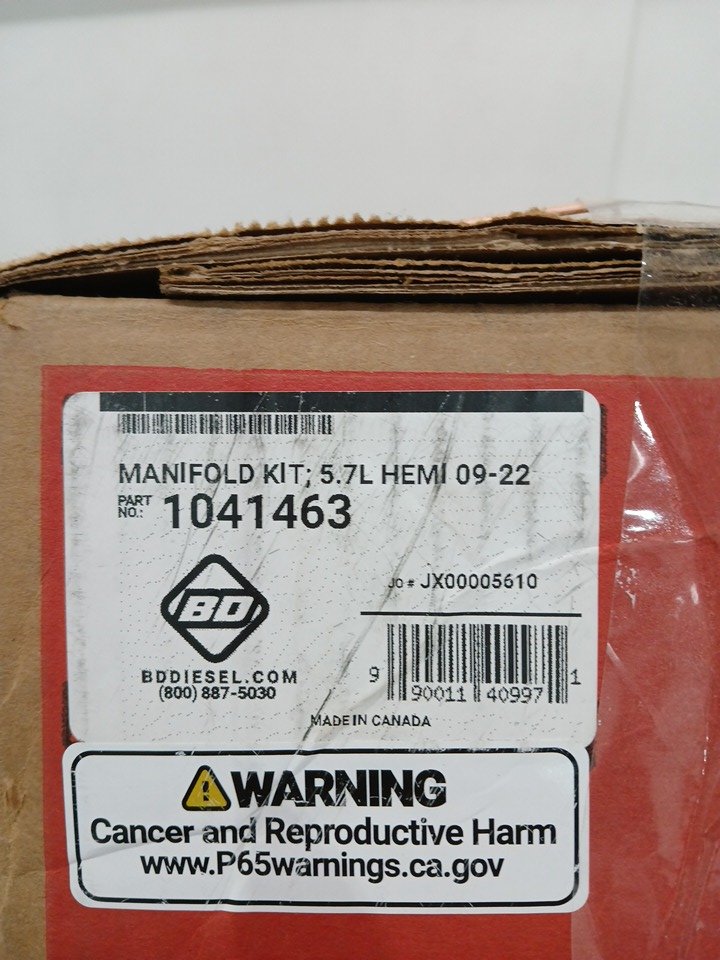 MANIFOLD KIT; 5.7L HEMI 09-22
PART NO.: 1041463
JO # JX00005610
BD
BDDIESEL.COM
(800) 887-5030
9 90011 40997 1
MADE IN CANADA
WARNING
Cancer and Reproductive Harm
www.P65warnings.ca.gov